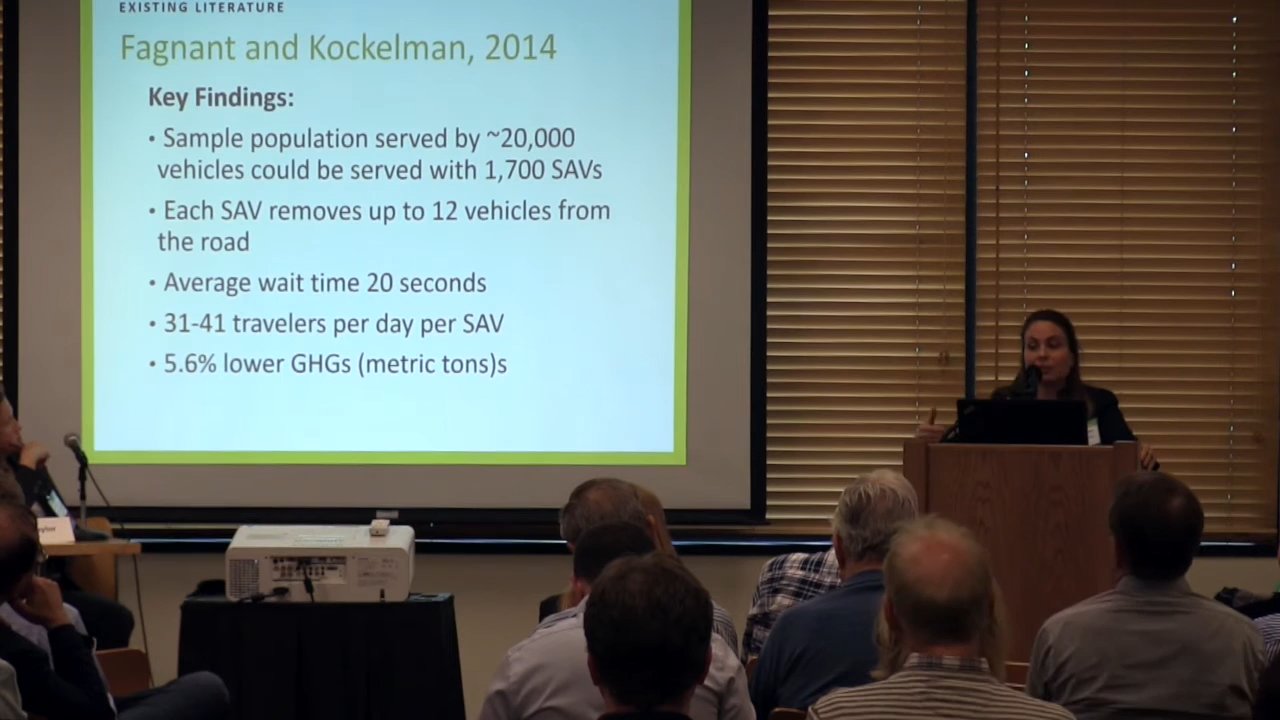 EXISTING LITERATURE
Fagnant and Kockelman, 2014
Key Findings:
• Sample population served by ~20,000
vehicles could be served with 1,700 SAVs
• Each SAV removes up to 12 vehicles from
the road
• Average wait time 20 seconds
• 31-41 travelers per day per SAV
• 5.6% lower GHGs (metric tons)s